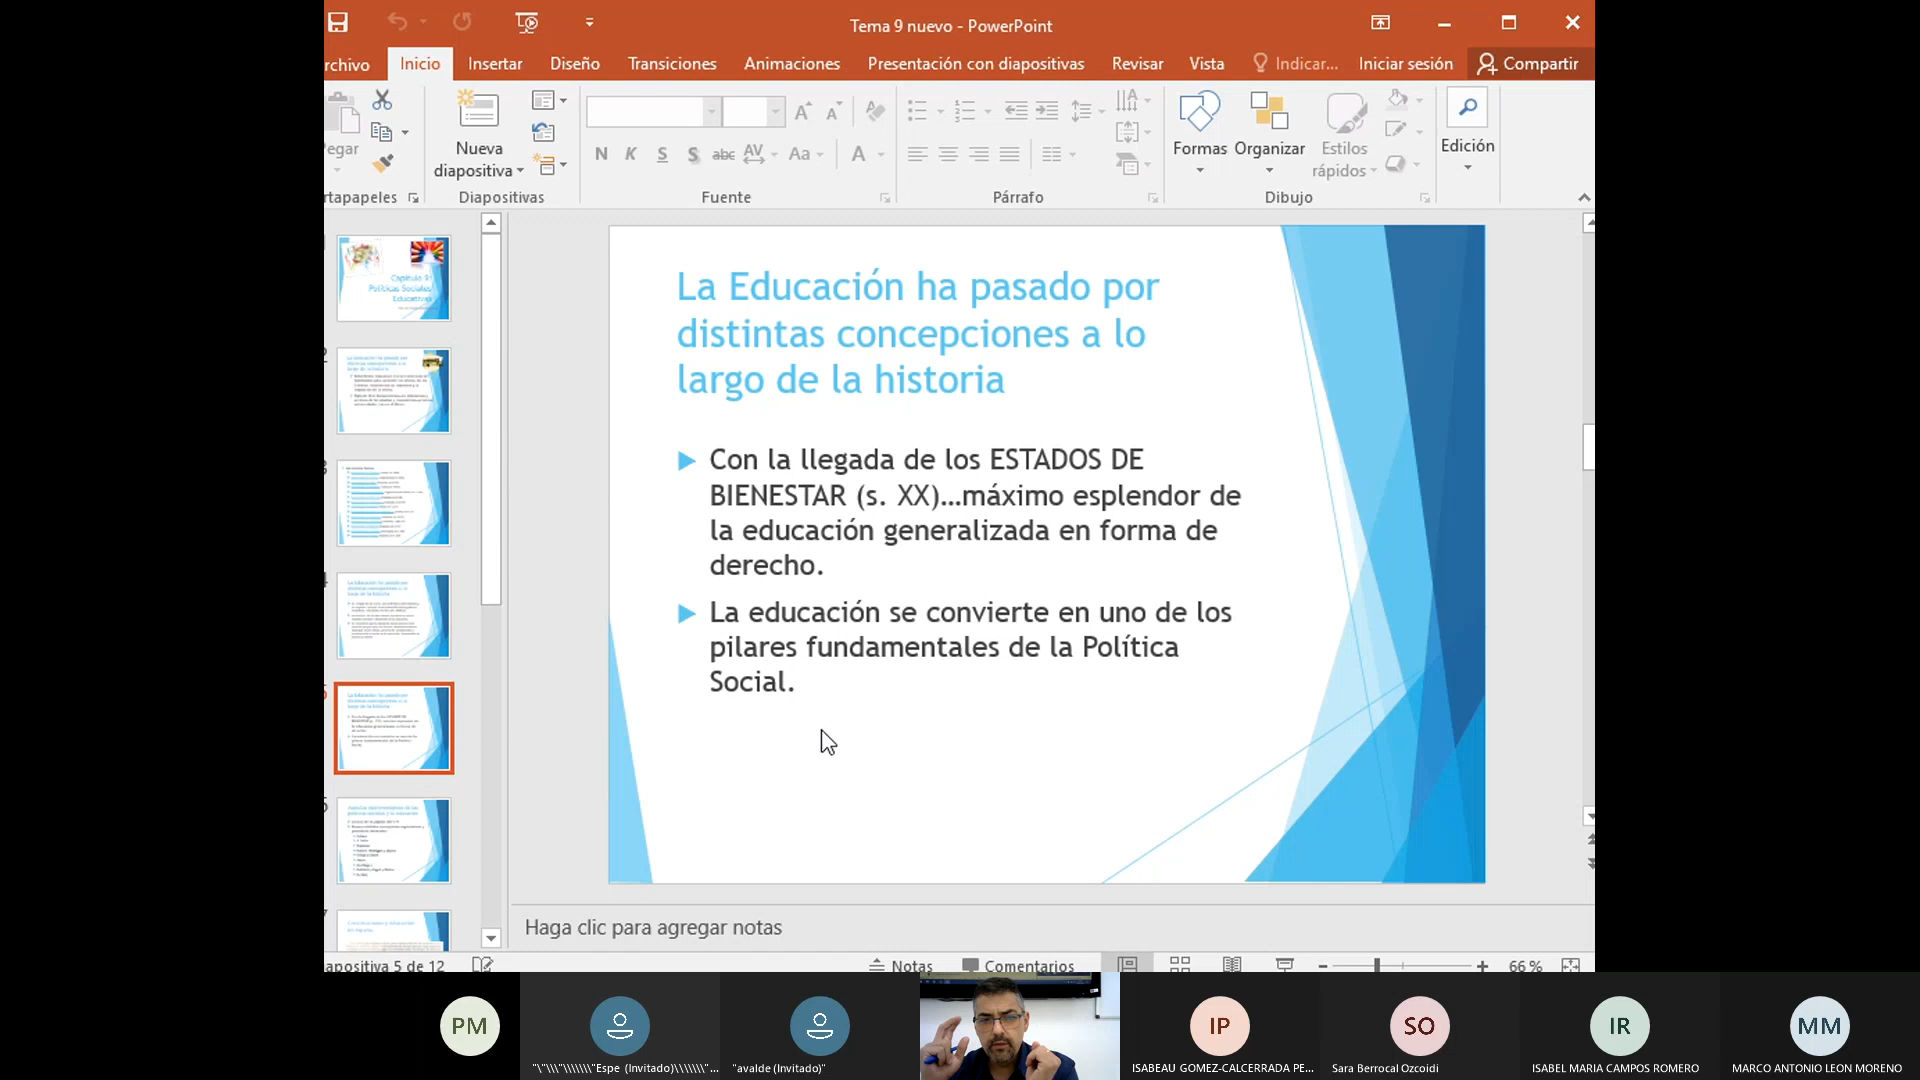 Tema 9 nuevo - PowerPoint
rchivo Inicio Insertar Diseño Transiciones Animaciones Presentación con diapositivas Revisar Vista Indicar... Iniciar sesión Compartir
egar
Nueva diapositiva
N K S S abc AV Aa A
Formas Organizar Estilos rápidos
Edición
rtapapeles Diapositivas Fuente Párrafo Dibujo
Capítulo 9:
Políticas Sociales
Educativas
La Educación ha pasado por
distintas concepciones a lo
largo de la historia
Con la llegada de los ESTADOS DE
BIENESTAR (s. XX)...máximo esplendor de
la educación generalizada en forma de
derecho.
La educación se convierte en uno de los
pilares fundamentales de la Política
Social.
Haga clic para agregar notas
apositiva 5 de 12 Notas Comentarios 66 %
PM IP SO IR MM
"\"\\\"\\\\\\\"Espe (Invitado)\\\\\\\"... "avalde (Invitado)" ISABEAU GOMEZ-CALCERRADA PE... Sara Berrocal Ozcoidi ISABEL MARIA CAMPOS ROMERO MARCO ANTONIO LEON MORENO